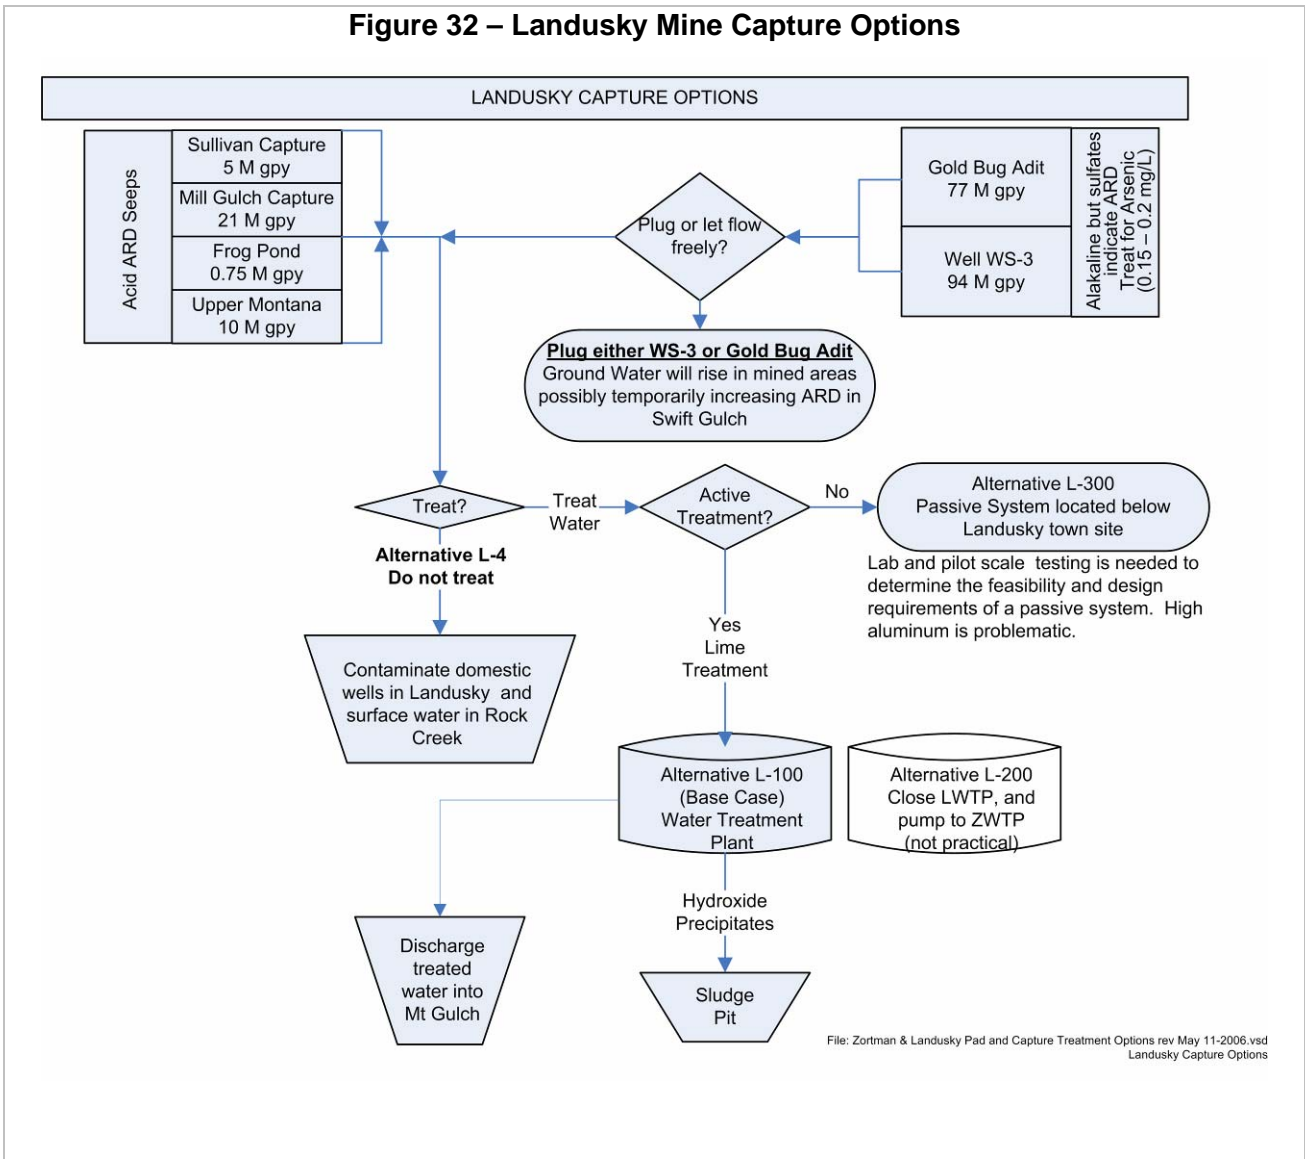 Figure 32 – Landusky Mine Capture Options
LANDUSKY CAPTURE OPTIONS
Acid ARD Seeps
Sullivan Capture
5 M gpy
Mill Gulch Capture
21 M gpy
Frog Pond
0.75 M gpy
Upper Montana
10 M gpy
Plug or let flow
freely?
Gold Bug Adit
77 M gpy
Well WS-3
94 M gpy
Alakaline but sulfates
indicate ARD
Treat for Arsenic
(0.15 – 0.2 mg/L)
Plug either WS-3 or Gold Bug Adit
Ground Water will rise in mined areas
possibly temporarily increasing ARD in
Swift Gulch
Treat?
Treat
Water
Active
Treatment?
No
Alternative L-300
Passive System located below
Landusky town site
Lab and pilot scale  testing is needed to
determine the feasibility and design
requirements of a passive system.  High
aluminum is problematic.
Alternative L-4
Do not treat
Yes
Lime
Treatment
Contaminate domestic
wells in Landusky  and
surface water in Rock
Creek
Alternative L-100
(Base Case)
Water Treatment
Plant
Alternative L-200
Close LWTP, and
pump to ZWTP
(not practical)
Hydroxide
Precipitates
Discharge
treated
water into
Mt Gulch
Sludge
Pit
File: Zortman & Landusky Pad and Capture Treatment Options rev May 11-2006.vsd
Landusky Capture Options